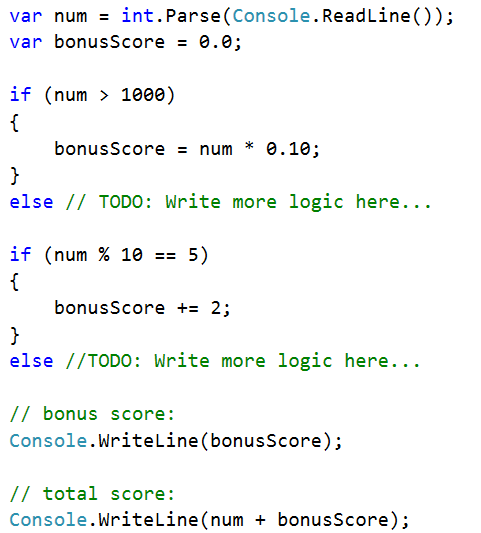 var num = int.Parse(Console.ReadLine());
var bonusScore = 0.0;
if (num > 1000)
{
    bonusScore = num * 0.10;
}
else // TODO: Write more logic here...
if (num % 10 == 5)
{
    bonusScore += 2;
}
else //TODO: Write more logic here...
// bonus score:
Console.WriteLine(bonusScore);
// total score:
Console.WriteLine(num + bonusScore);